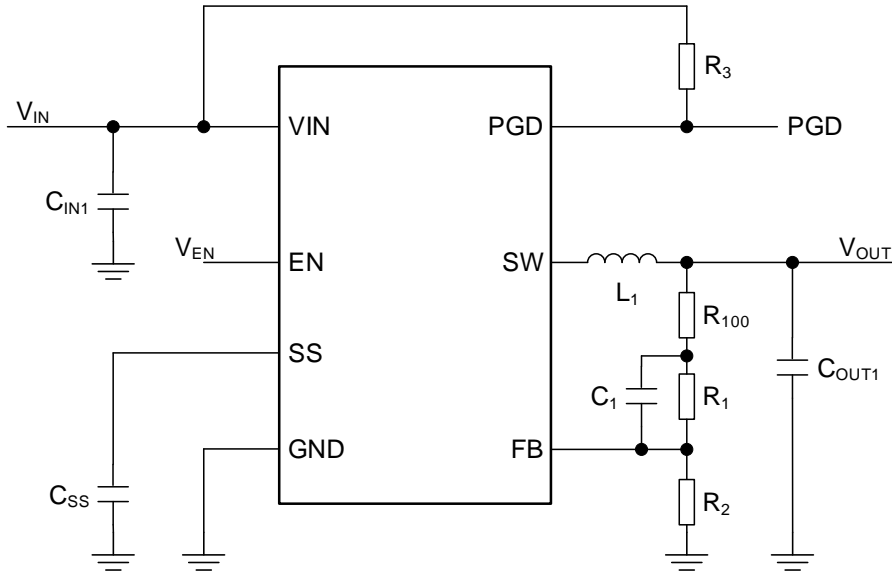 R3
VIN
VIN
PGD
PGD
CIN1
VEN
EN
SW
VOUT
L1
R100
SS
C1
R1
COUT1
GND
FB
CSS
R2